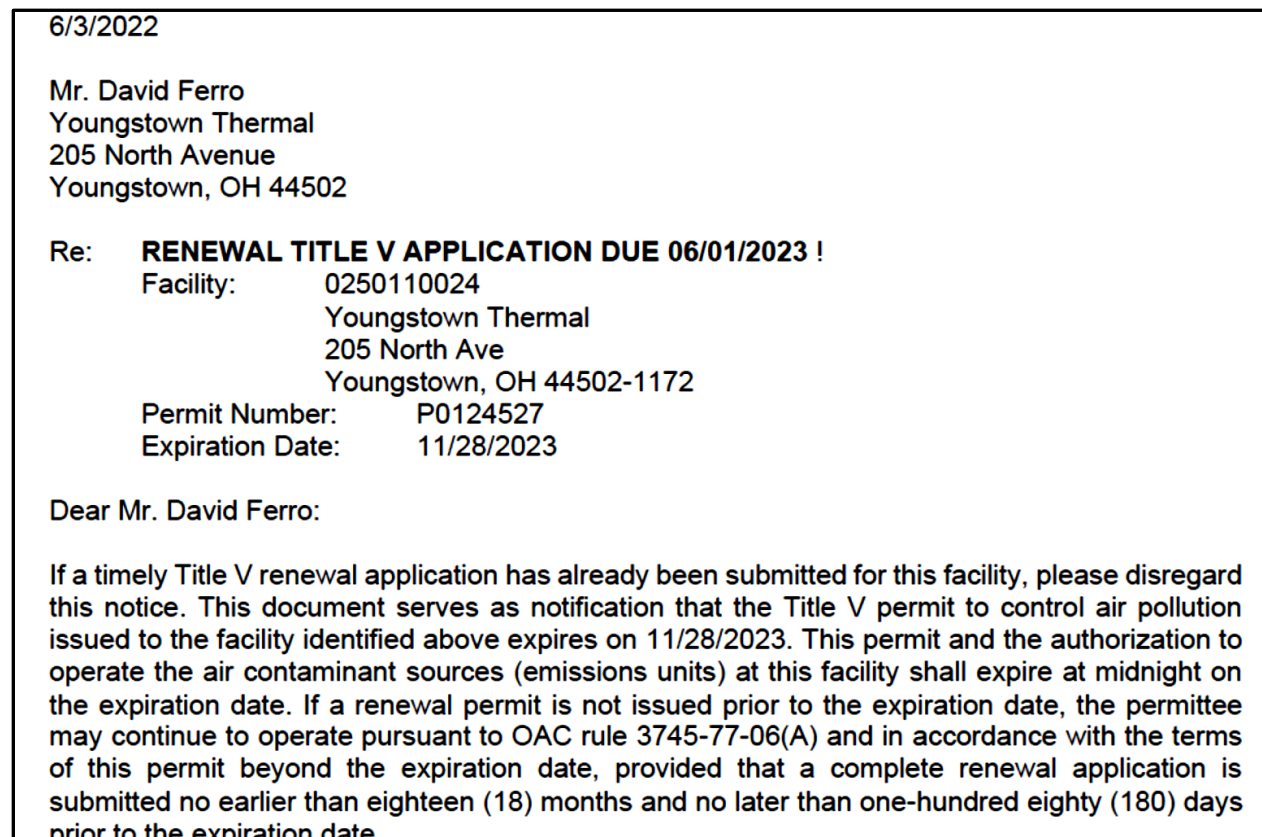 6/3/2022
Mr. David Ferro
Youngstown Thermal
205 North Avenue
Youngstown, OH 44502
Re: RENEWAL TITLE V APPLICATION DUE 06/01/2023 !
Facility: 0250110024
Youngstown Thermal
205 North Ave
Youngstown, OH 44502-1172
Permit Number: P0124527
Expiration Date: 11/28/2023
Dear Mr. David Ferro:
If a timely Title V renewal application has already been submitted for this facility, please disregard
this notice. This document serves as notification that the Title V permit to control air pollution
issued to the facility identified above expires on 11/28/2023. This permit and the authorization to
operate the air contaminant sources (emissions units) at this facility shall expire at midnight on
the expiration date. If a renewal permit is not issued prior to the expiration date, the permittee
may continue to operate pursuant to OAC rule 3745-77-06(A) and in accordance with the terms
of this permit beyond the expiration date, provided that a complete renewal application is
submitted no earlier than eighteen (18) months and no later than one-hundred eighty (180) days
prior to the expiration date